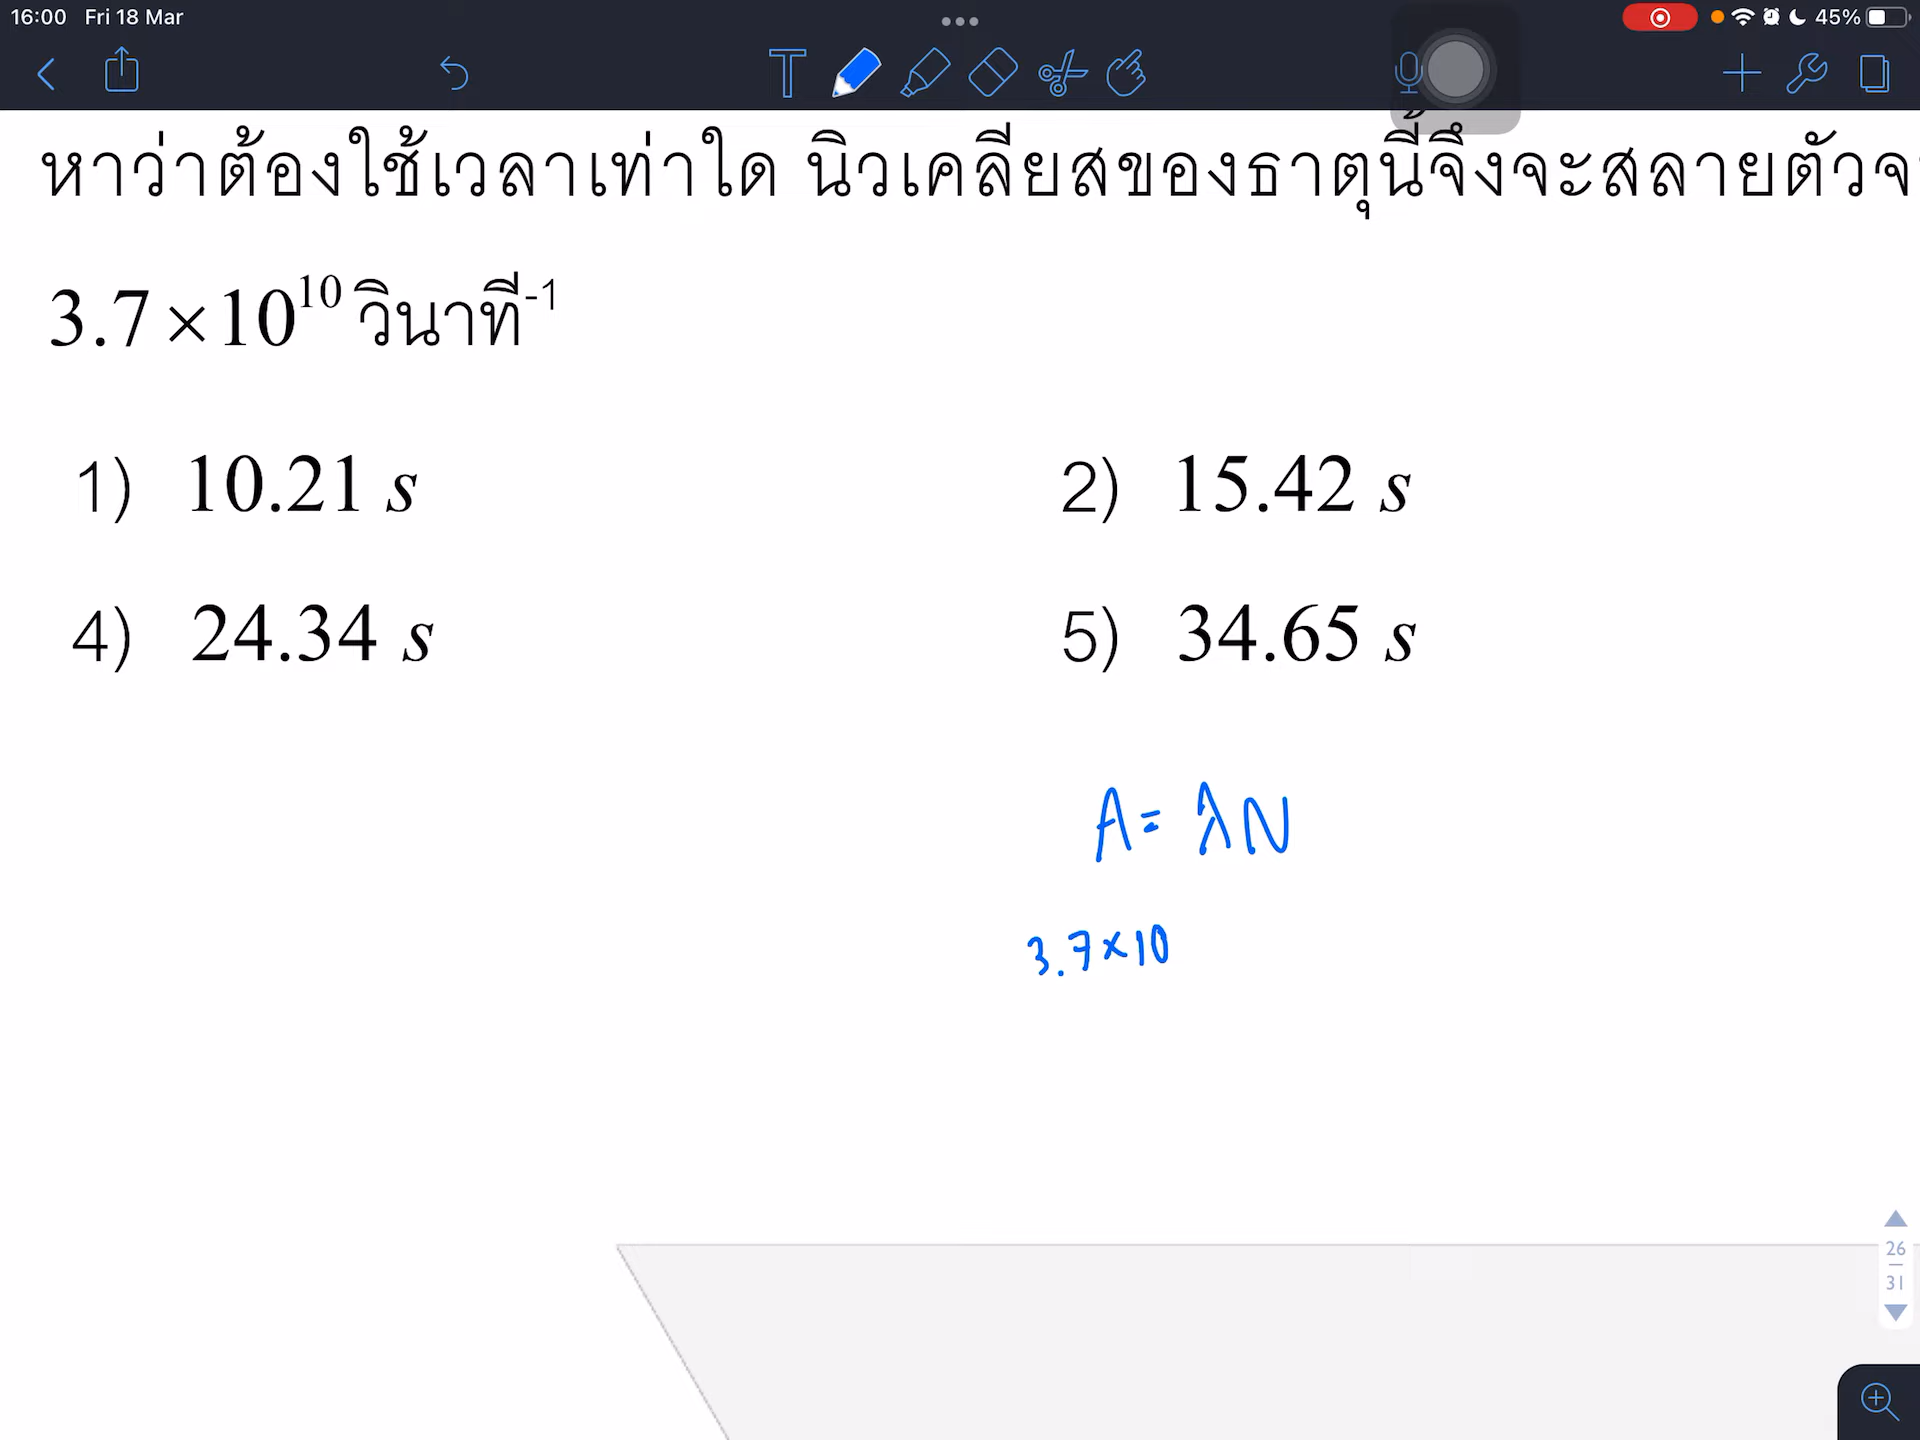 16:00 Fri 18 Mar
45%
T
หาว่าต้องใช้เวลาเท่าใด นิวเคลียสของธาตุนี้จึงจะสลายตัวจ
3.7 × 10¹⁰ วินาที⁻¹
1) 10.21 s 2) 15.42 s
4) 24.34 s 5) 34.65 s
A = λN
3.7 × 10
26
31